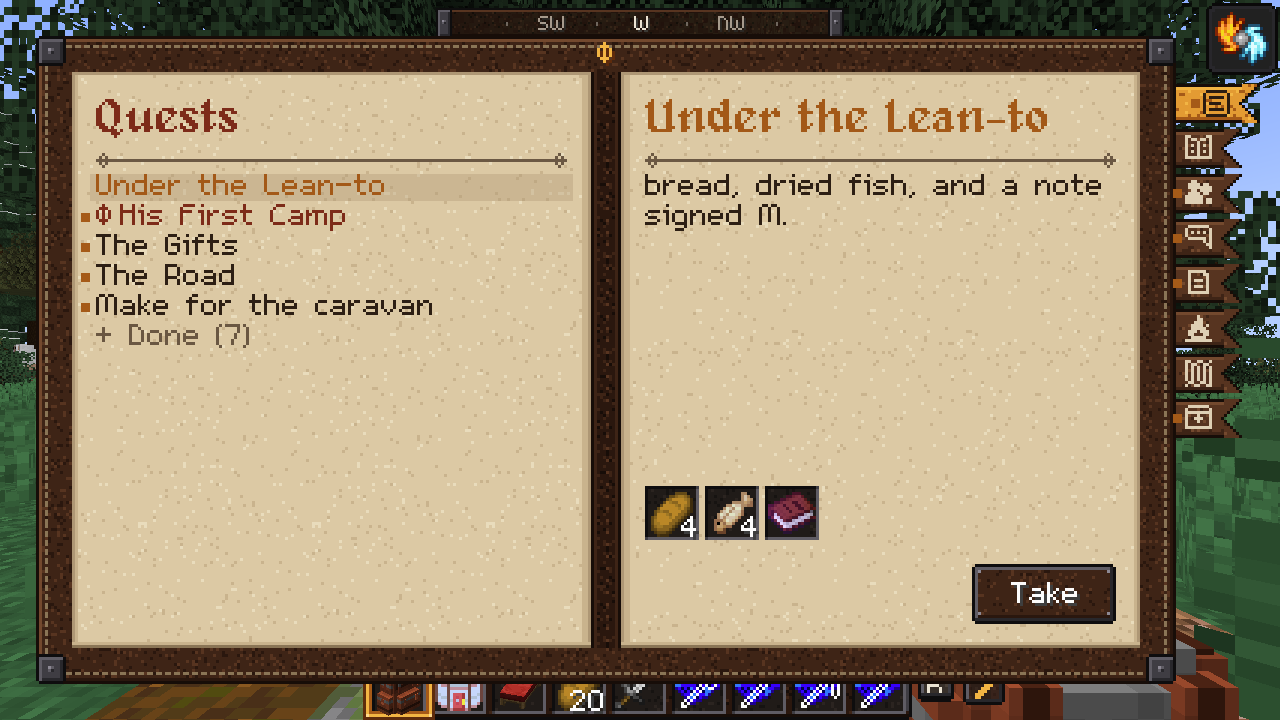 SW W NW
Quests
Under the Lean-to
His First Camp
The Gifts
The Road
Make for the caravan
+ Done (7)
Under the Lean-to
bread, dried fish, and a note
signed M.
4 4
Take
20